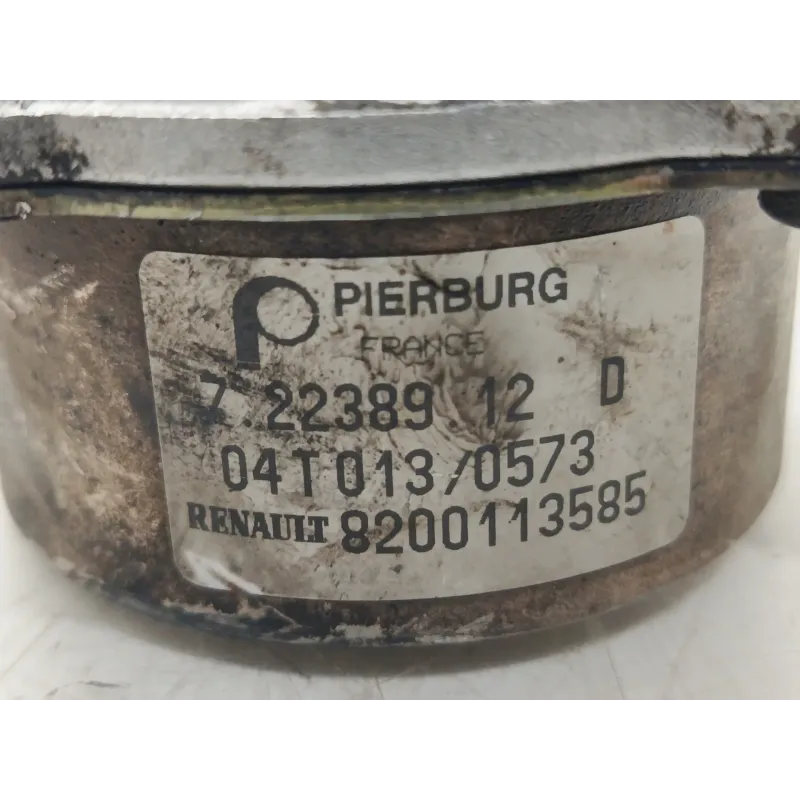 PIERBURG
FRANCE
7.22389 12 D
04T013/0573
RENAULT 8200113585